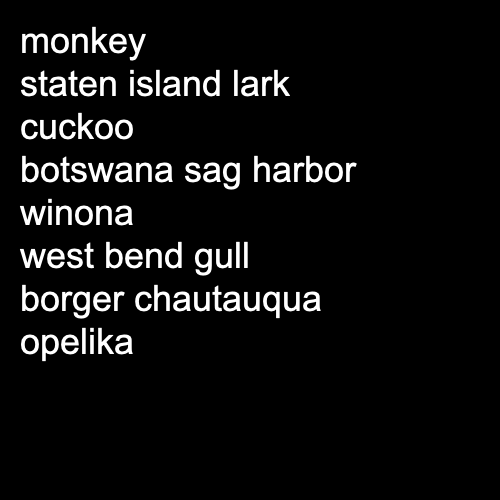 monkey
staten island lark
cuckoo
botswana sag harbor
winona
west bend gull
borger chautauqua
opelika